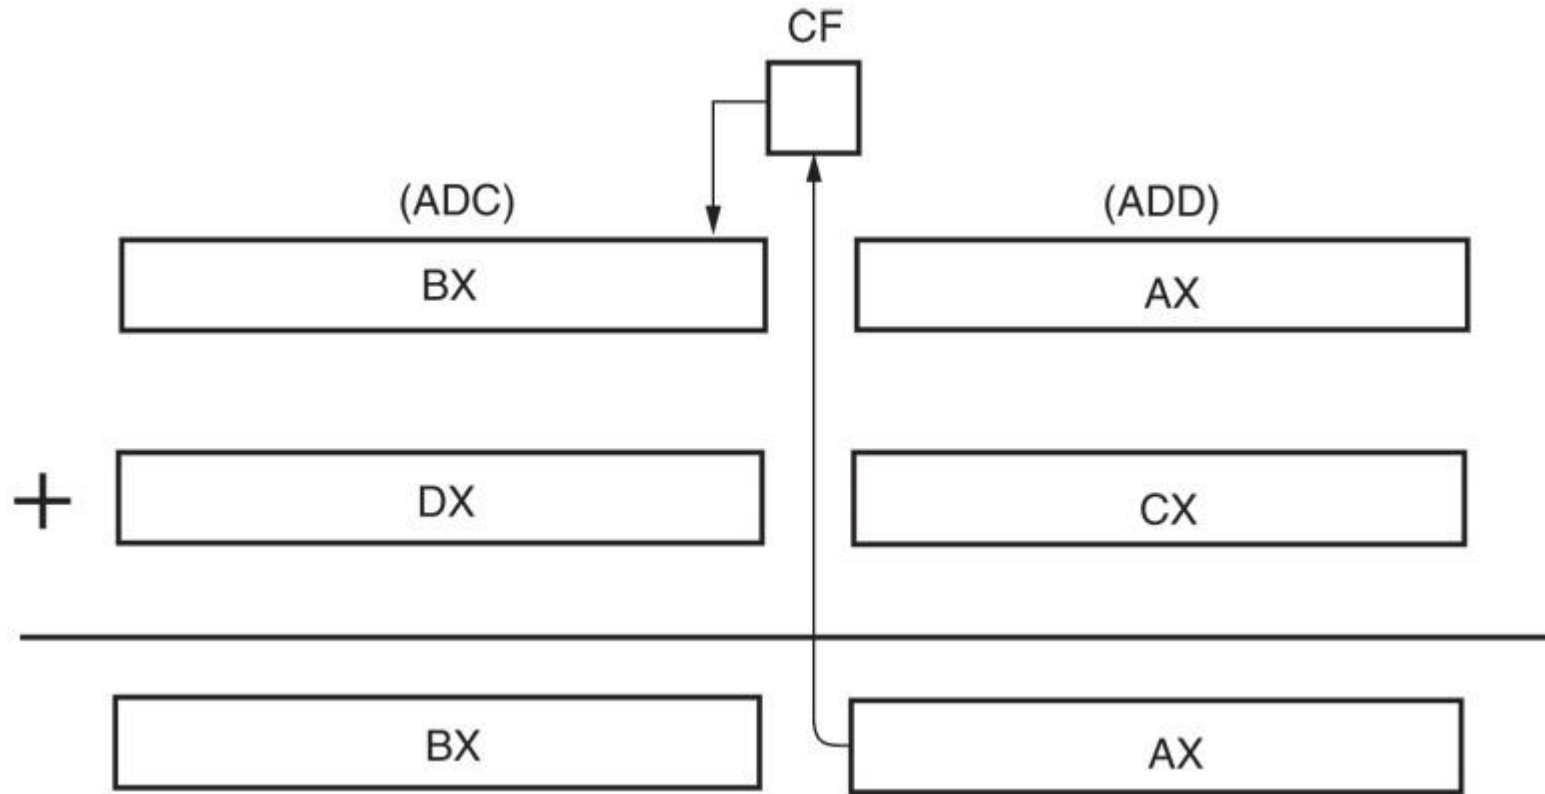 CF
(ADC) (ADD)
BX AX
+ DX CX
BX AX